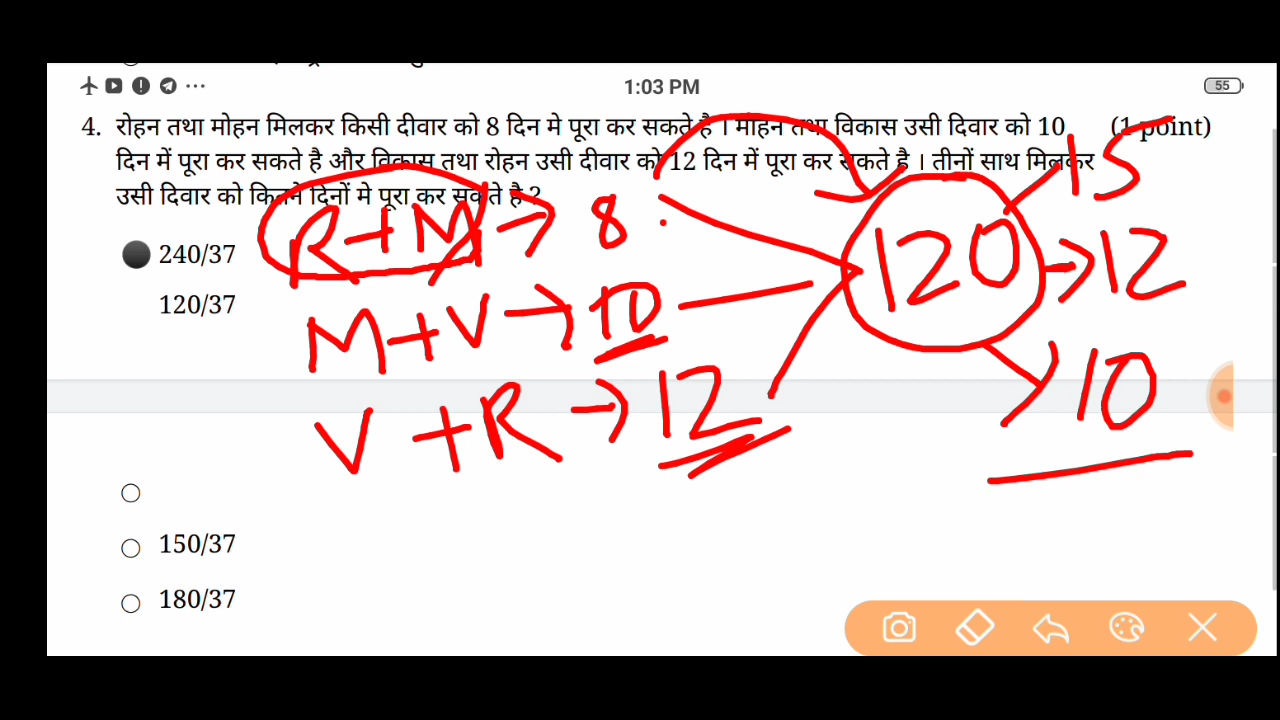 1:03 PM
55
4. रोहन तथा मोहन मिलकर किसी दीवार को 8 दिन मे पूरा कर सकते है । मोहन तथा विकास उसी दिवार को 10 (1 point)
दिन में पूरा कर सकते है और विकास तथा रोहन उसी दीवार को 12 दिन में पूरा कर सकते है । तीनों साथ मिलकर
उसी दिवार को कितने दिनों मे पूरा कर सकते है ?
R+M → 8
M+V → 10
V+R → 12
120
15
12
10
240/37
120/37
150/37
180/37